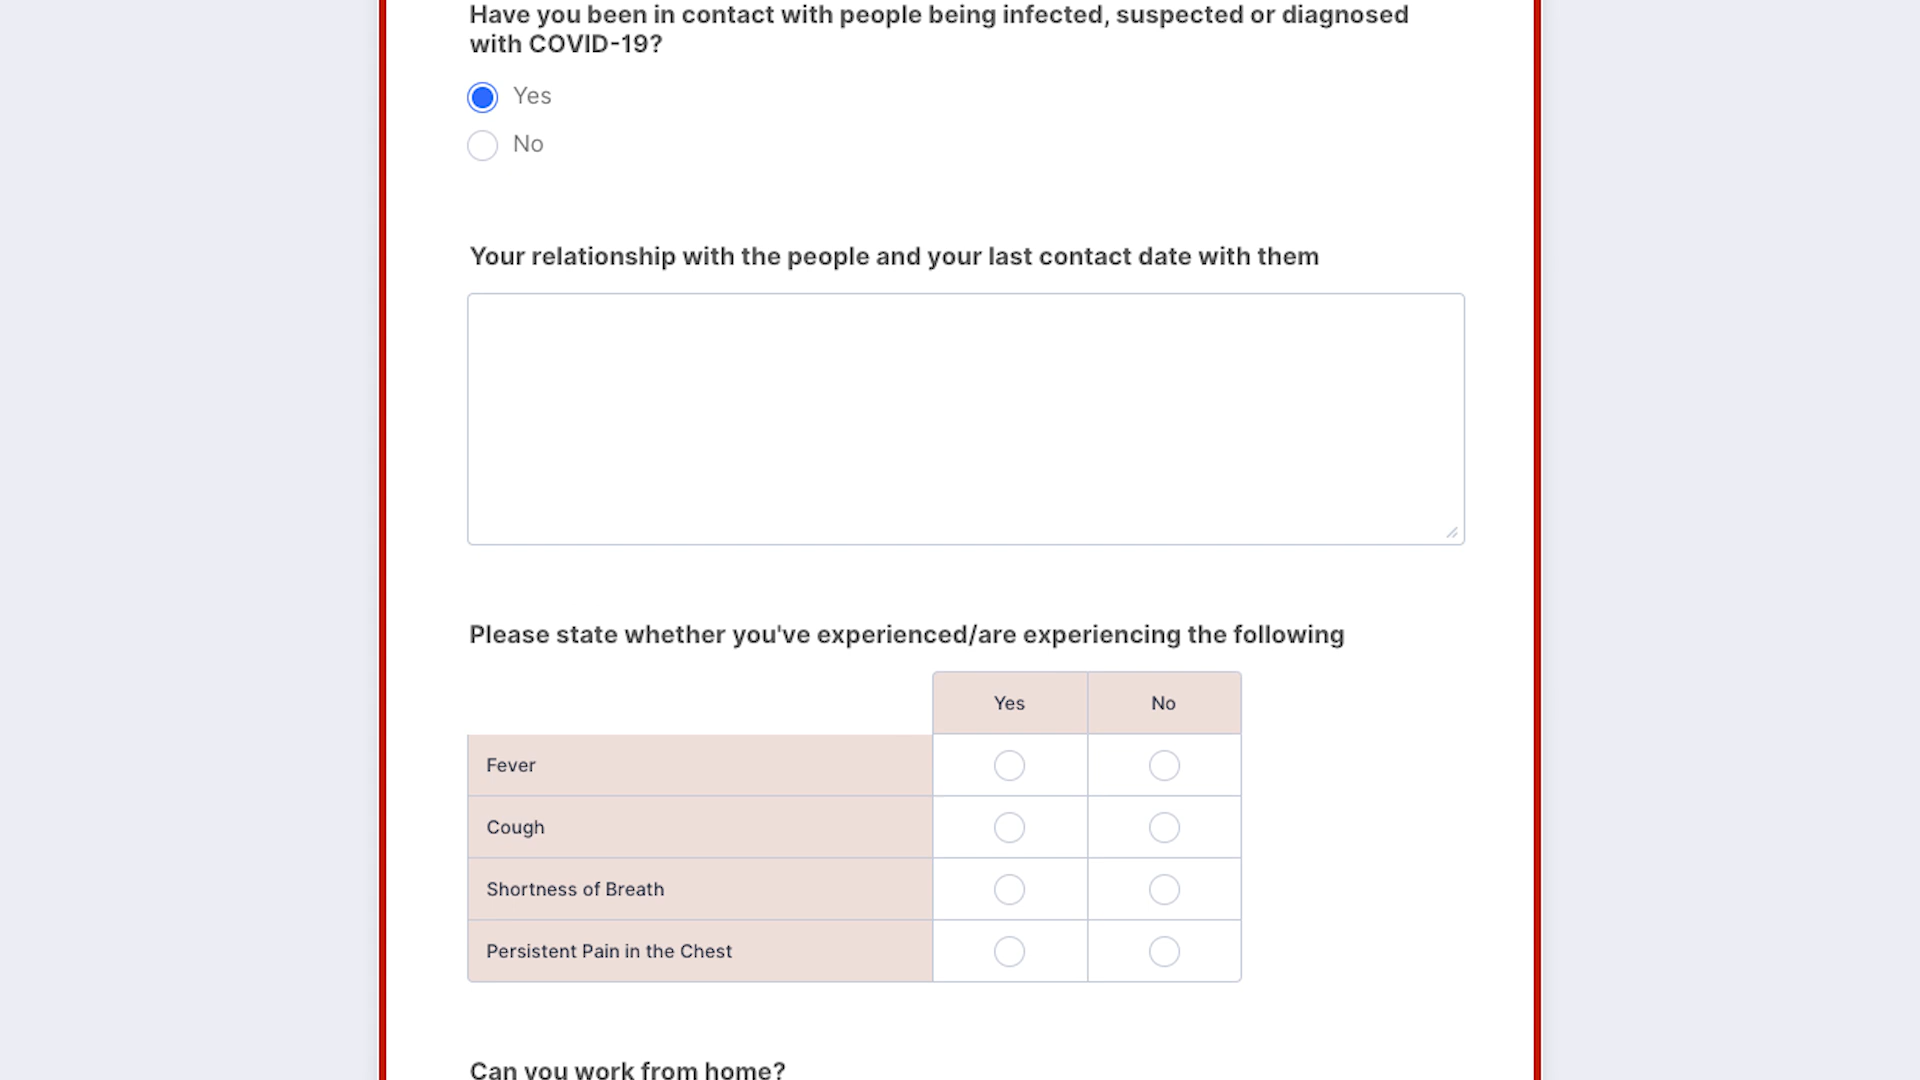 Have you been in contact with people being infected, suspected or diagnosed
with COVID-19?
Yes
No
Your relationship with the people and your last contact date with them
Please state whether you've experienced/are experiencing the following
Yes No
Fever
Cough
Shortness of Breath
Persistent Pain in the Chest
Can you work from home?